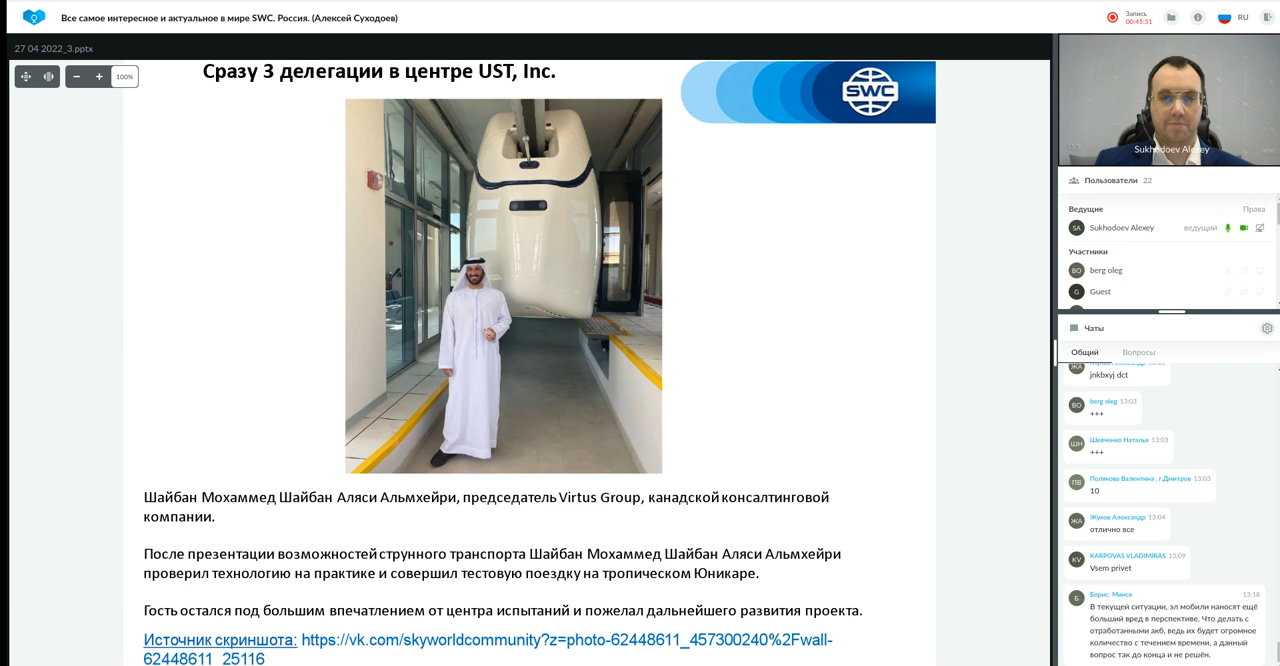 Все самое интересное и актуальное в мире SWC. Россия. (Алексей Суходоев)
Запись
00:45:51
RU
27 04 2022_3.pptx
100%
Сразу 3 делегации в центре UST, Inc.
SWC
Шайбан Мохаммед Шайбан Аляси Альмхейри, председатель Virtus Group, канадской консалтинговой
компании.
После презентации возможностей струнного транспорта Шайбан Мохаммед Шайбан Аляси Альмхейри
проверил технологию на практике и совершил тестовую поездку на тропическом Юникаре.
Гость остался под большим впечатлением от центра испытаний и пожелал дальнейшего развития проекта.
Источник скриншота: https://vk.com/skyworldcommunity?z=photo-62448611_457300240%2Fwall-
62448611_25116
Sukhodoev Alexey
Пользователи 22
Ведущие Права
SA Sukhodoev Alexey ведущий
Участники
BO berg oleg
G Guest
Чаты
Общий Вопросы
ЖА
jnkbxyj dct
BO berg oleg 13:03
+++
ШН Шевченко Наталья 13:03
+++
ПВ Полякова Валентина , г.Дмитров 13:03
10
ЖА Жуков Александр 13:04
отлично все
KV KARPOVAS VLADIMIRAS 13:09
Vsem privet
Б Борис. Минск 13:18
В текущей ситуации, эл мобили наносят ещё
больший вред в перспективе. Что делать с
отработанными акб, ведь их будет огромное
количество с течением времени, а данный
вопрос так до конца и не решён.